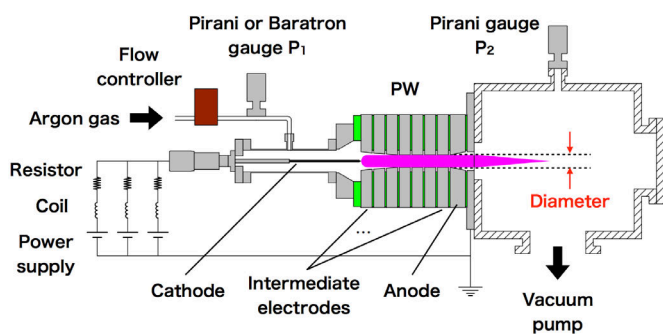 Pirani or Baratron
gauge P1
Pirani gauge
P2
Flow
controller
PW
Argon gas
Resistor
Coil
Power
supply
Diameter
...
Cathode
Intermediate
electrodes
Anode
Vacuum
pump